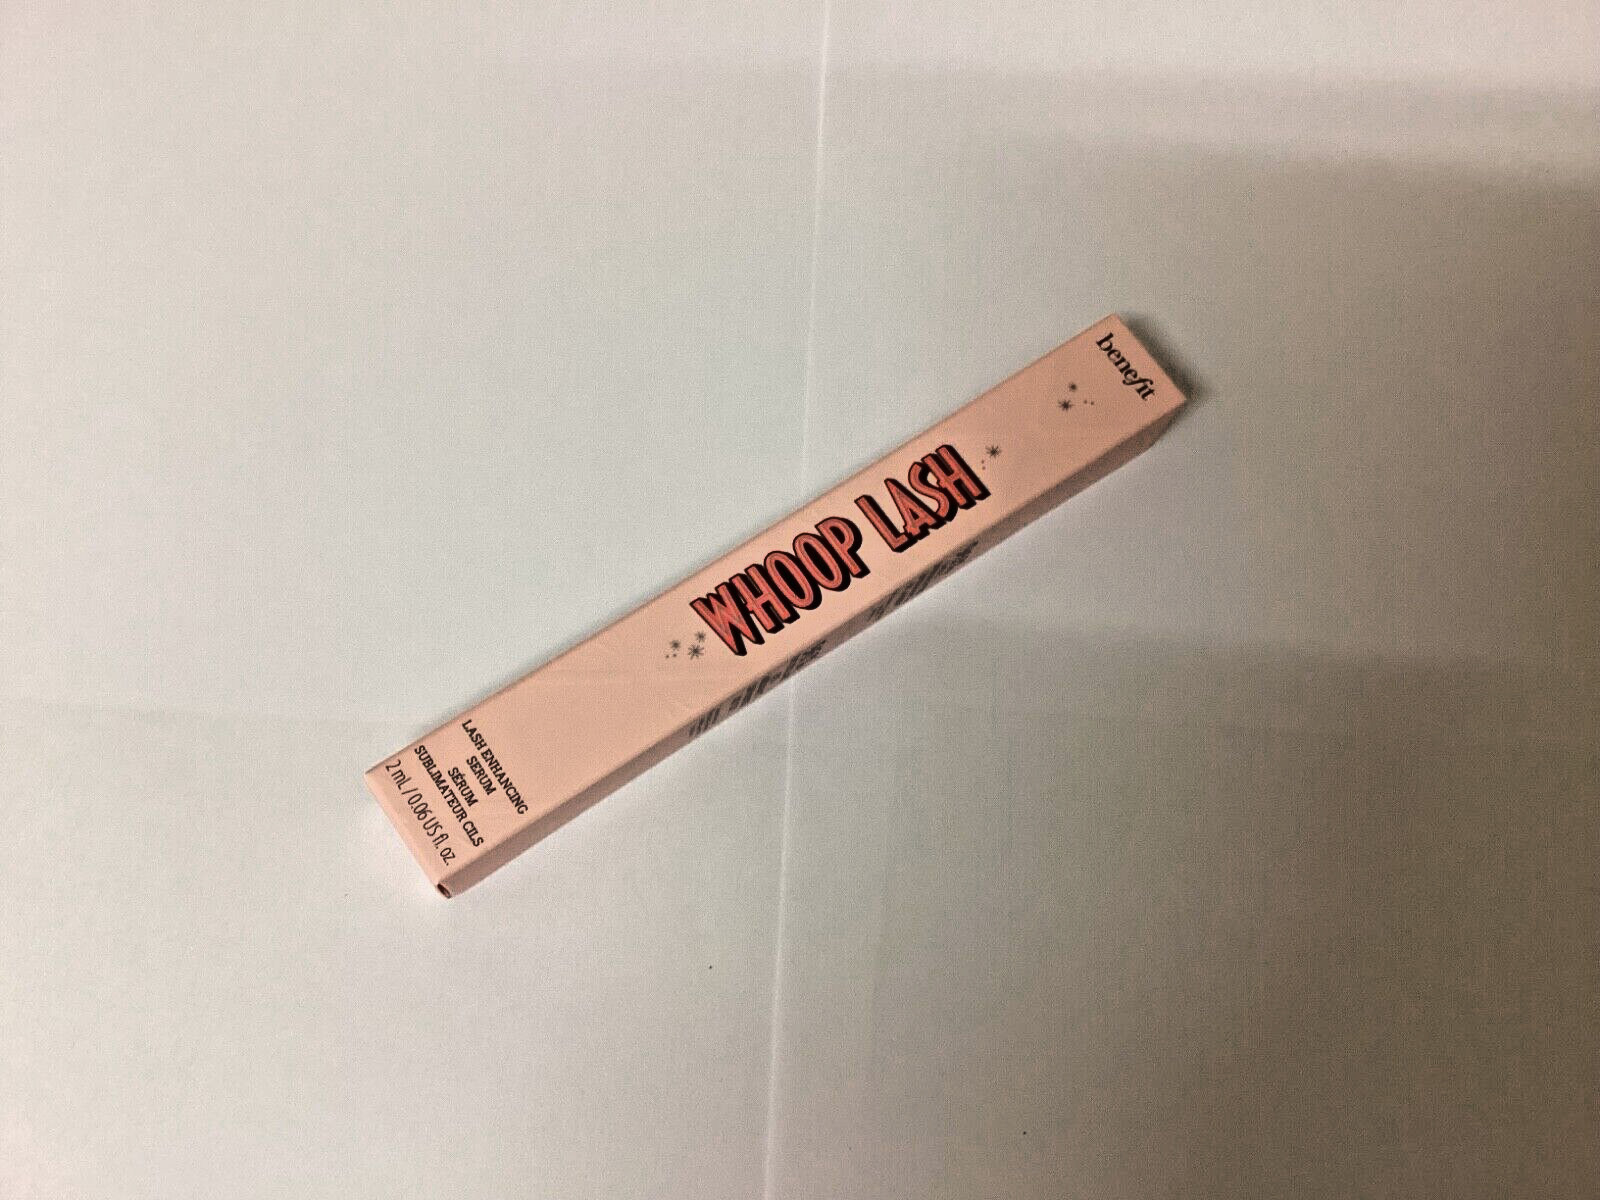 benefit
WHOOP LASH
LASH ENHANCING
SERUM
SÉRUM
SUBLIMATEUR CILS
2 mL / 0.06 US fl. oz.